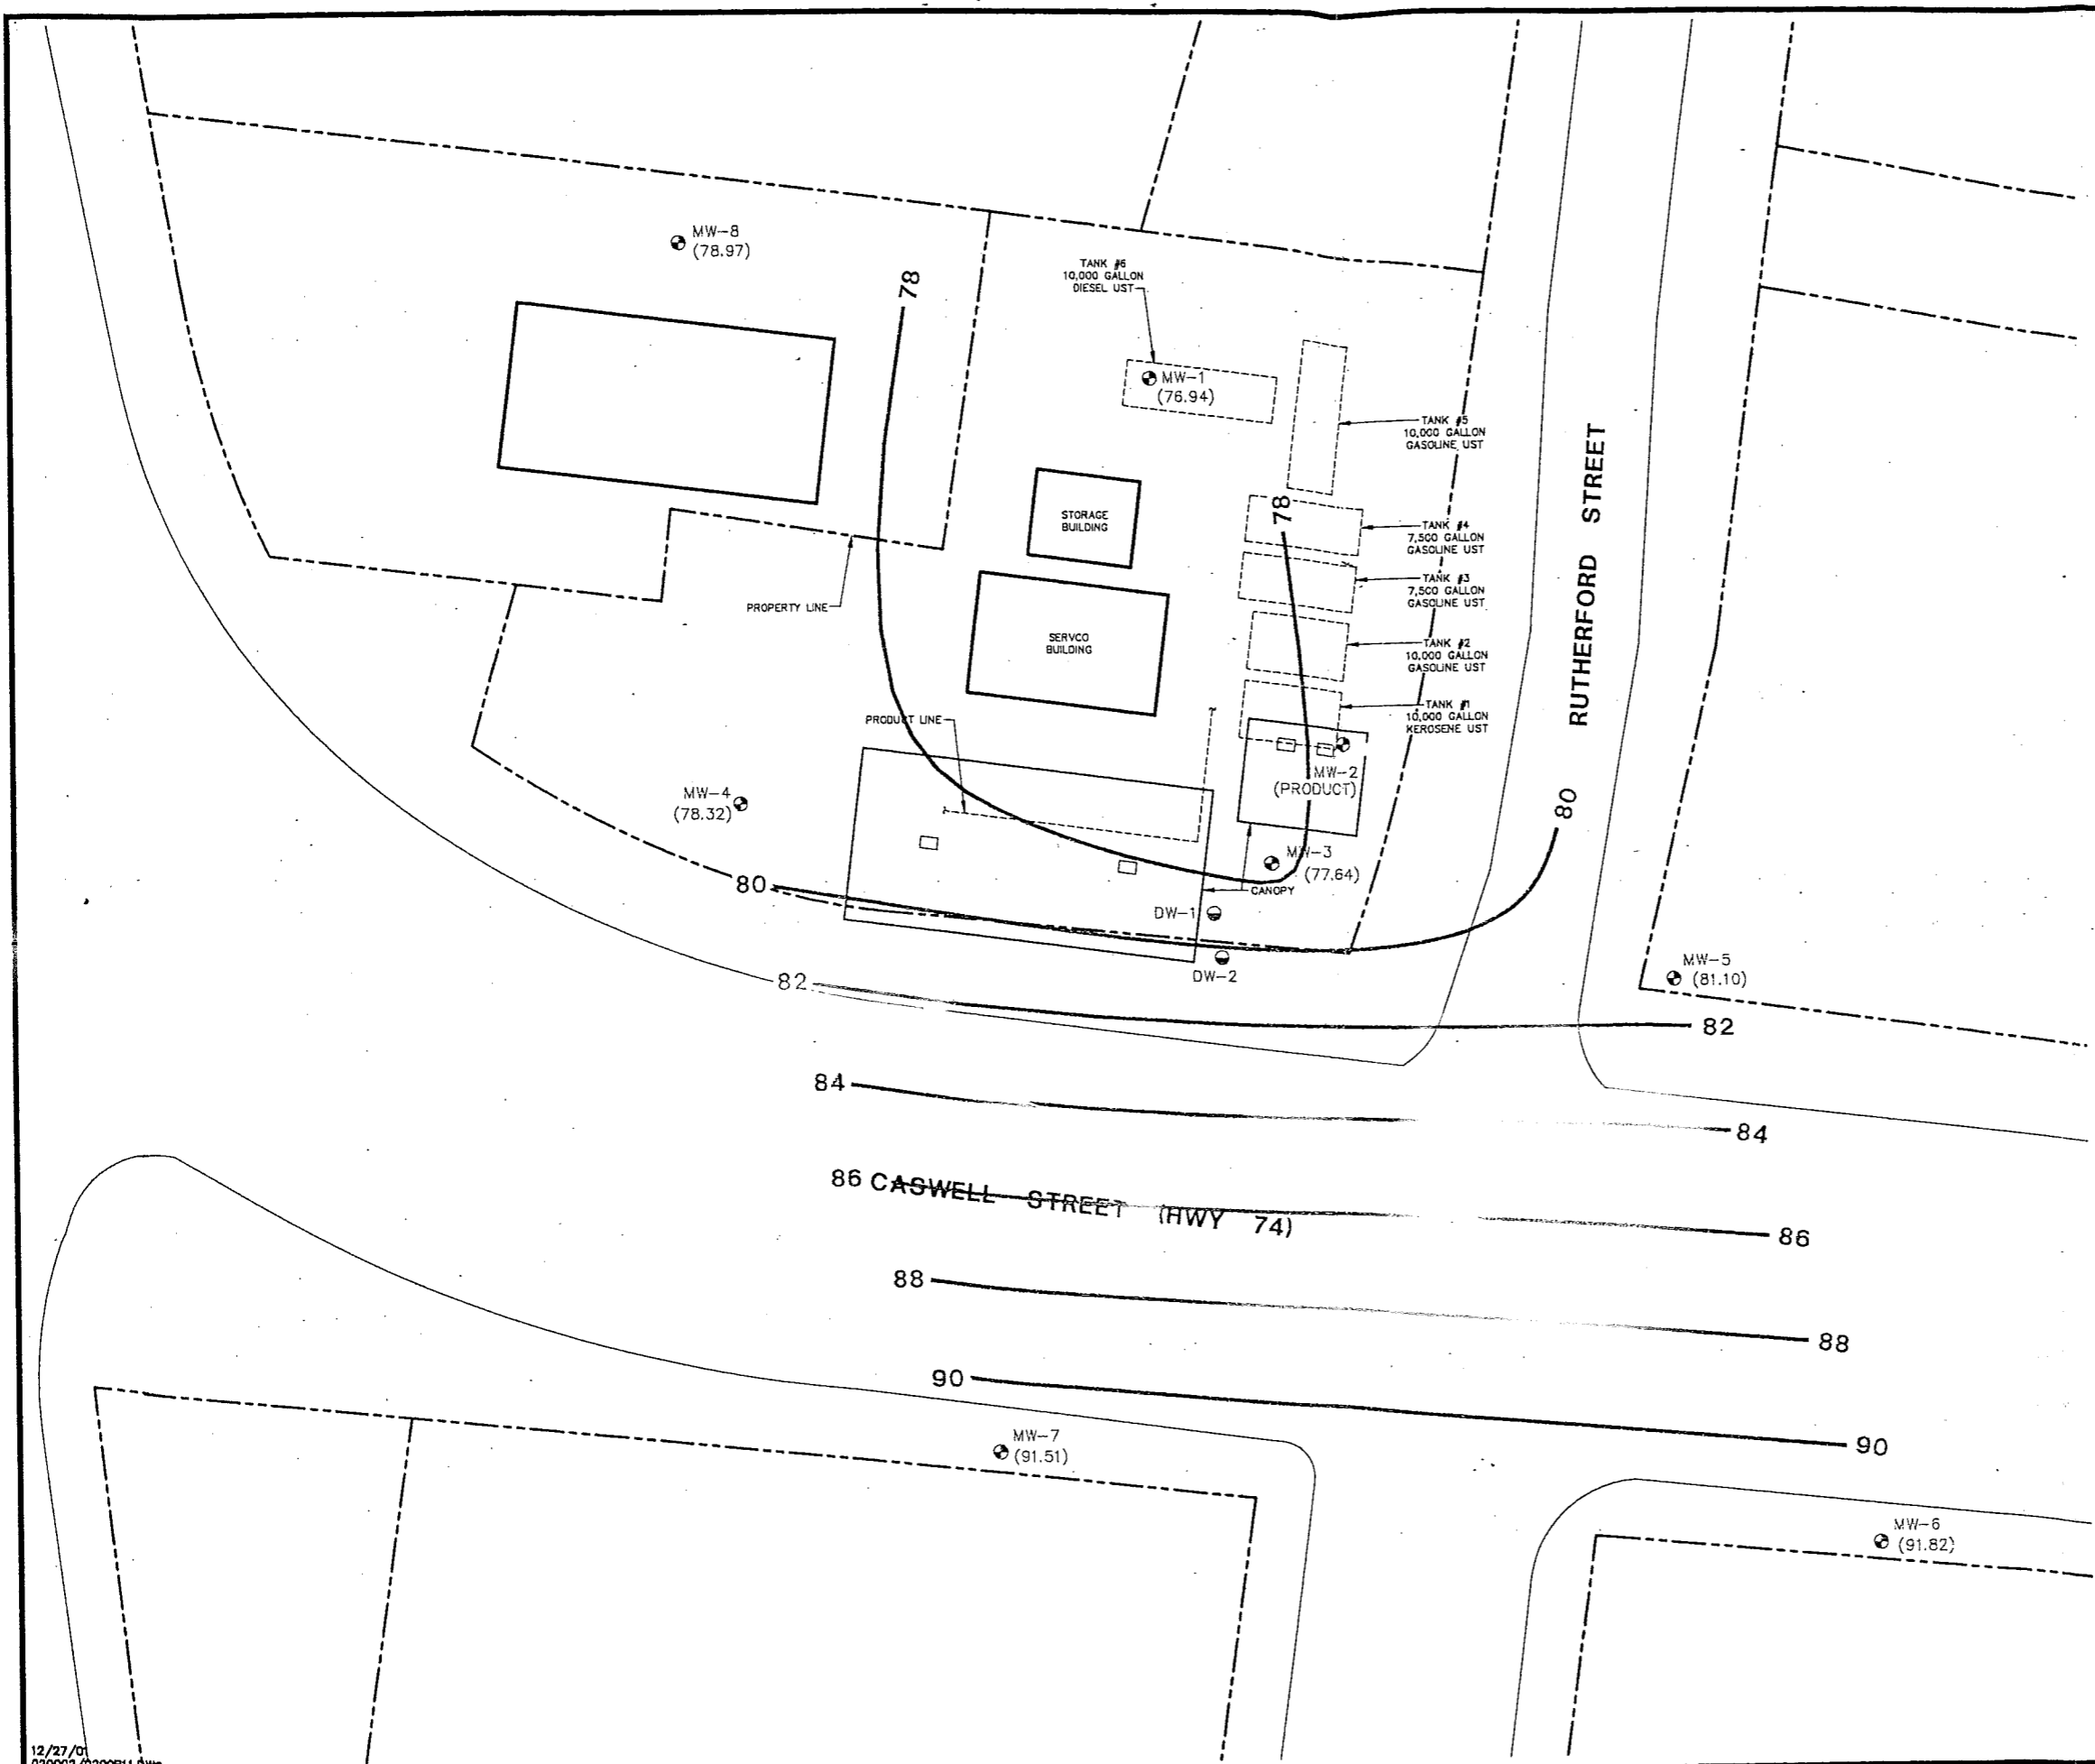 MW-8
(78.97)
78
TANK #6
10,000 GALLON
DIESEL UST
MW-1
(76.94)
TANK #5
10,000 GALLON
GASOLINE UST
78
STORAGE
BUILDING
TANK #4
7,500 GALLON
GASOLINE UST
TANK #3
7,500 GALLON
GASOLINE UST
PROPERTY LINE
SERVCO
BUILDING
TANK #2
10,000 GALLON
GASOLINE UST
TANK #1
10,000 GALLON
KEROSENE UST
RUTHERFORD STREET
PRODUCT LINE
MW-2
(PRODUCT)
MW-4
(78.32)
80
MW-3
(77.64)
80
CANOPY
DW-1
DW-2
MW-5
(81.10)
82
82
84
84
86 CASWELL STREET (HWY 74)
86
88
88
90
90
MW-7
(91.51)
MW-6
(91.82)